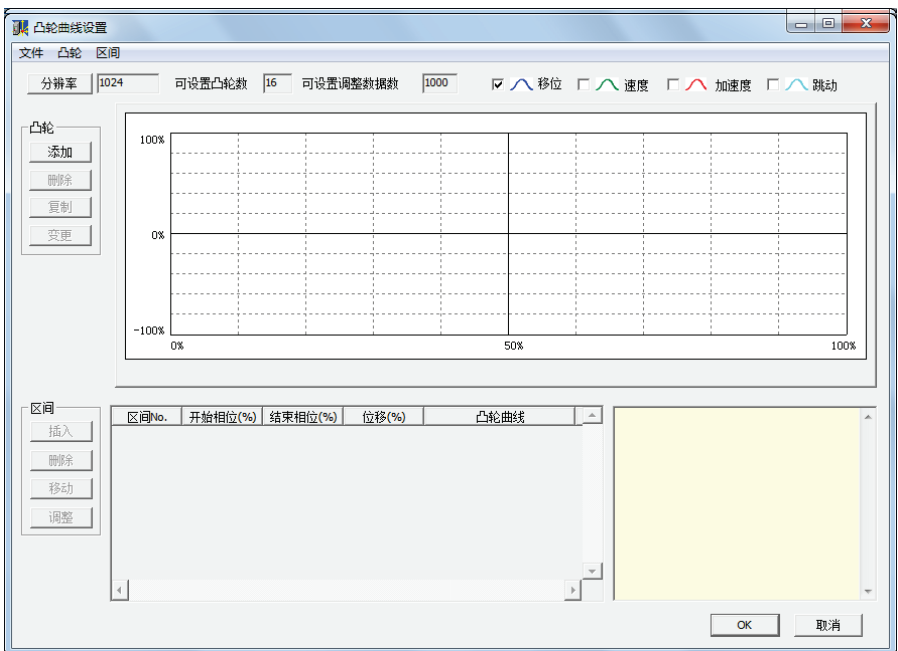 凸轮曲线设置
文件 凸轮 区间
分辨率 1024 可设置凸轮数 16 可设置调整数据数 1000 移位 速度 加速度 跳动
凸轮
添加
删除
复制
变更
100%
0%
-100%
0% 50% 100%
区间
插入
删除
移动
调整
区间No. 开始相位(%) 结束相位(%) 位移(%) 凸轮曲线
OK 取消